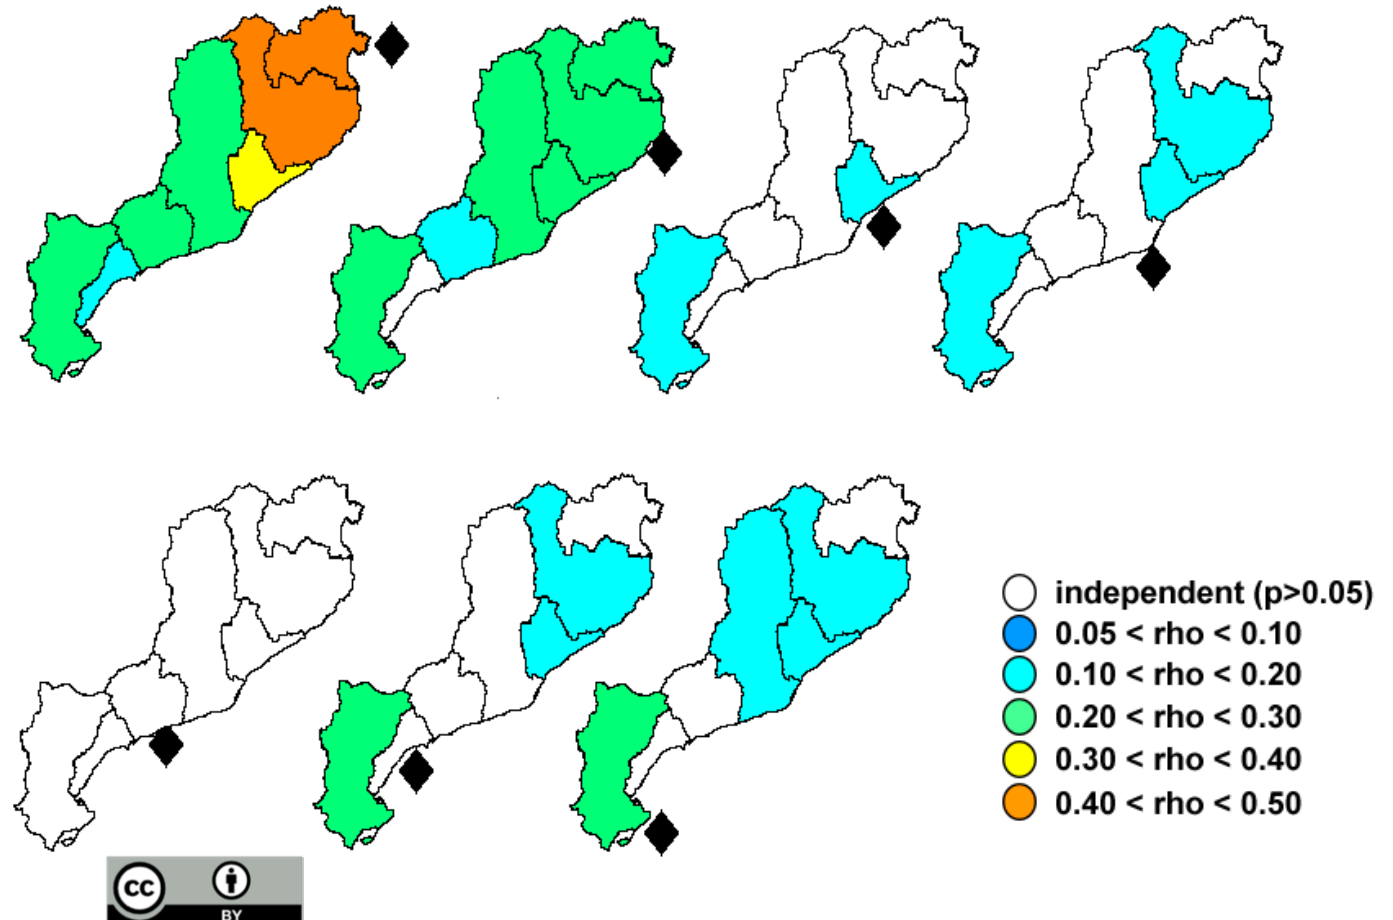 independent (p>0.05)
0.05 < rho < 0.10
0.10 < rho < 0.20
0.20 < rho < 0.30
0.30 < rho < 0.40
0.40 < rho < 0.50
cc
BY